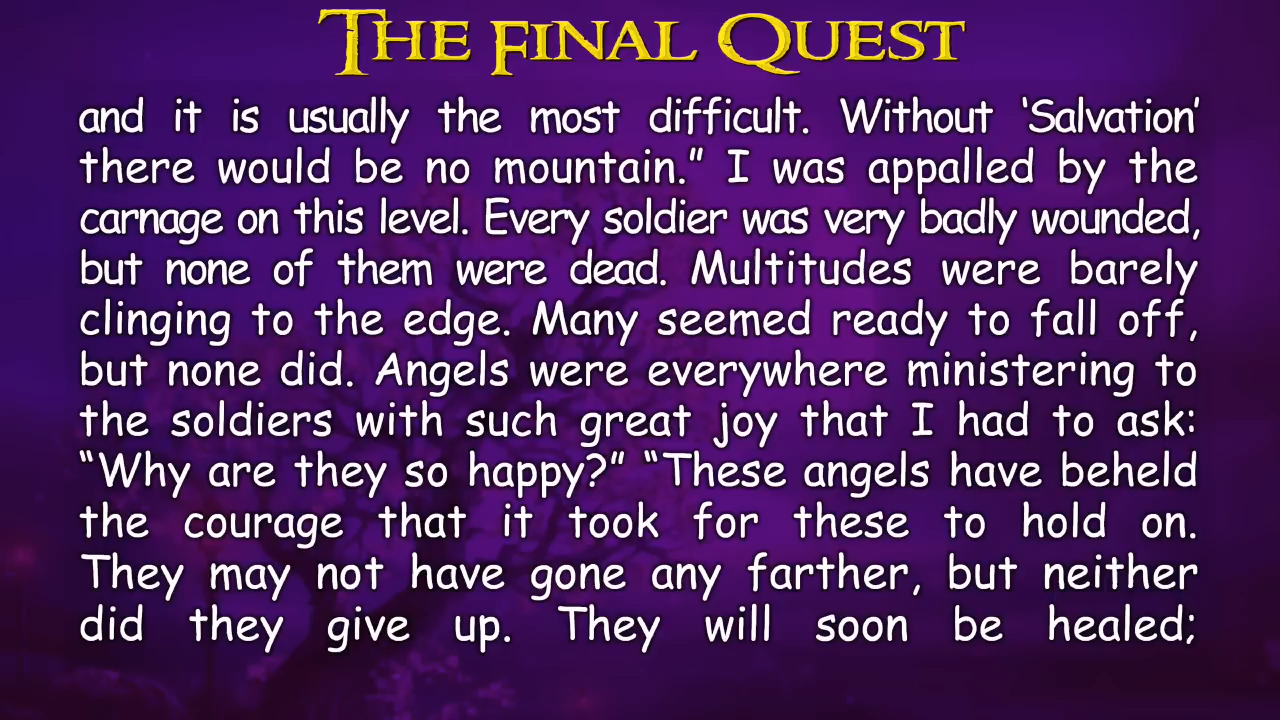 THE FINAL QUEST
and it is usually the most difficult. Without ‘Salvation’
there would be no mountain.” I was appalled by the
carnage on this level. Every soldier was very badly wounded,
but none of them were dead. Multitudes were barely
clinging to the edge. Many seemed ready to fall off,
but none did. Angels were everywhere ministering to
the soldiers with such great joy that I had to ask:
“Why are they so happy?” “These angels have beheld
the courage that it took for these to hold on.
They may not have gone any farther, but neither
did they give up. They will soon be healed;